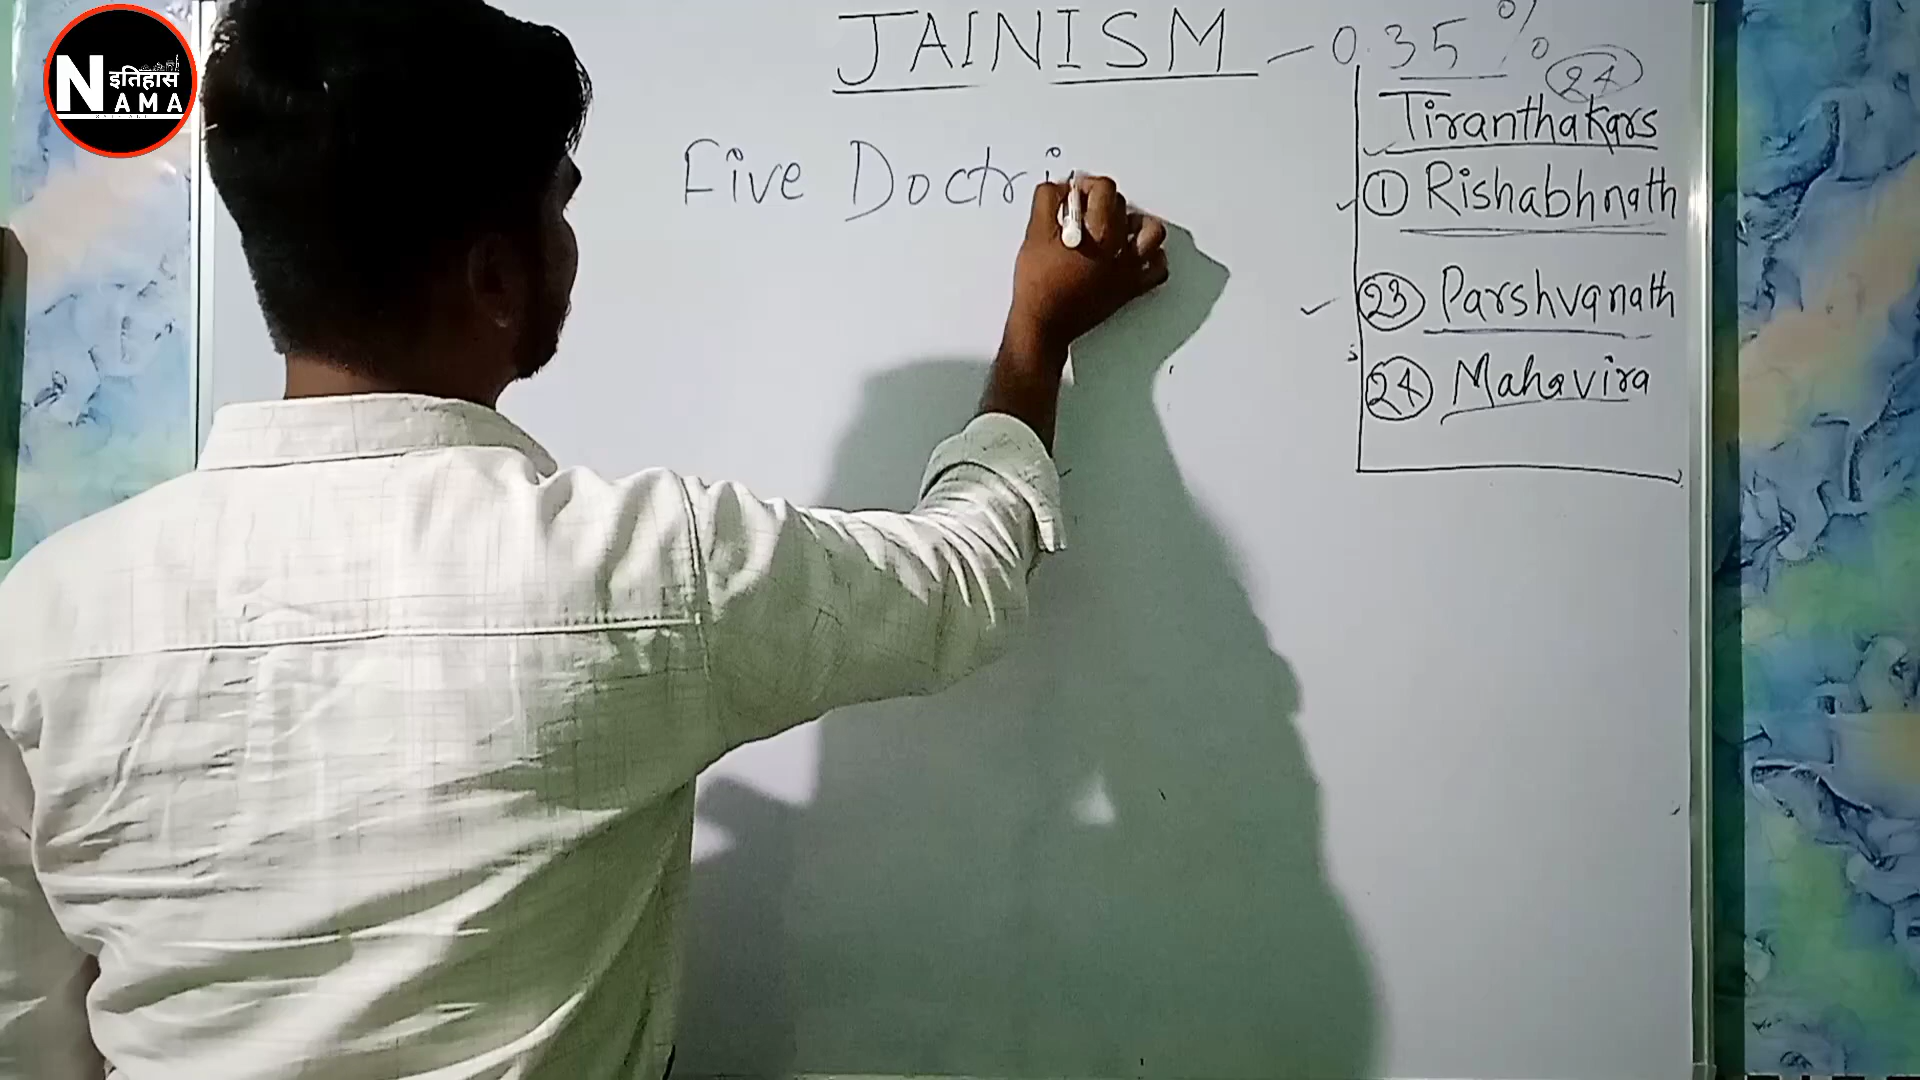 N इतिहास
AMA
JAINISM - 0.35%
24
Tiranthakars
① Rishabhnath
Five Doctri
23 Parshvanath
24 Mahavira